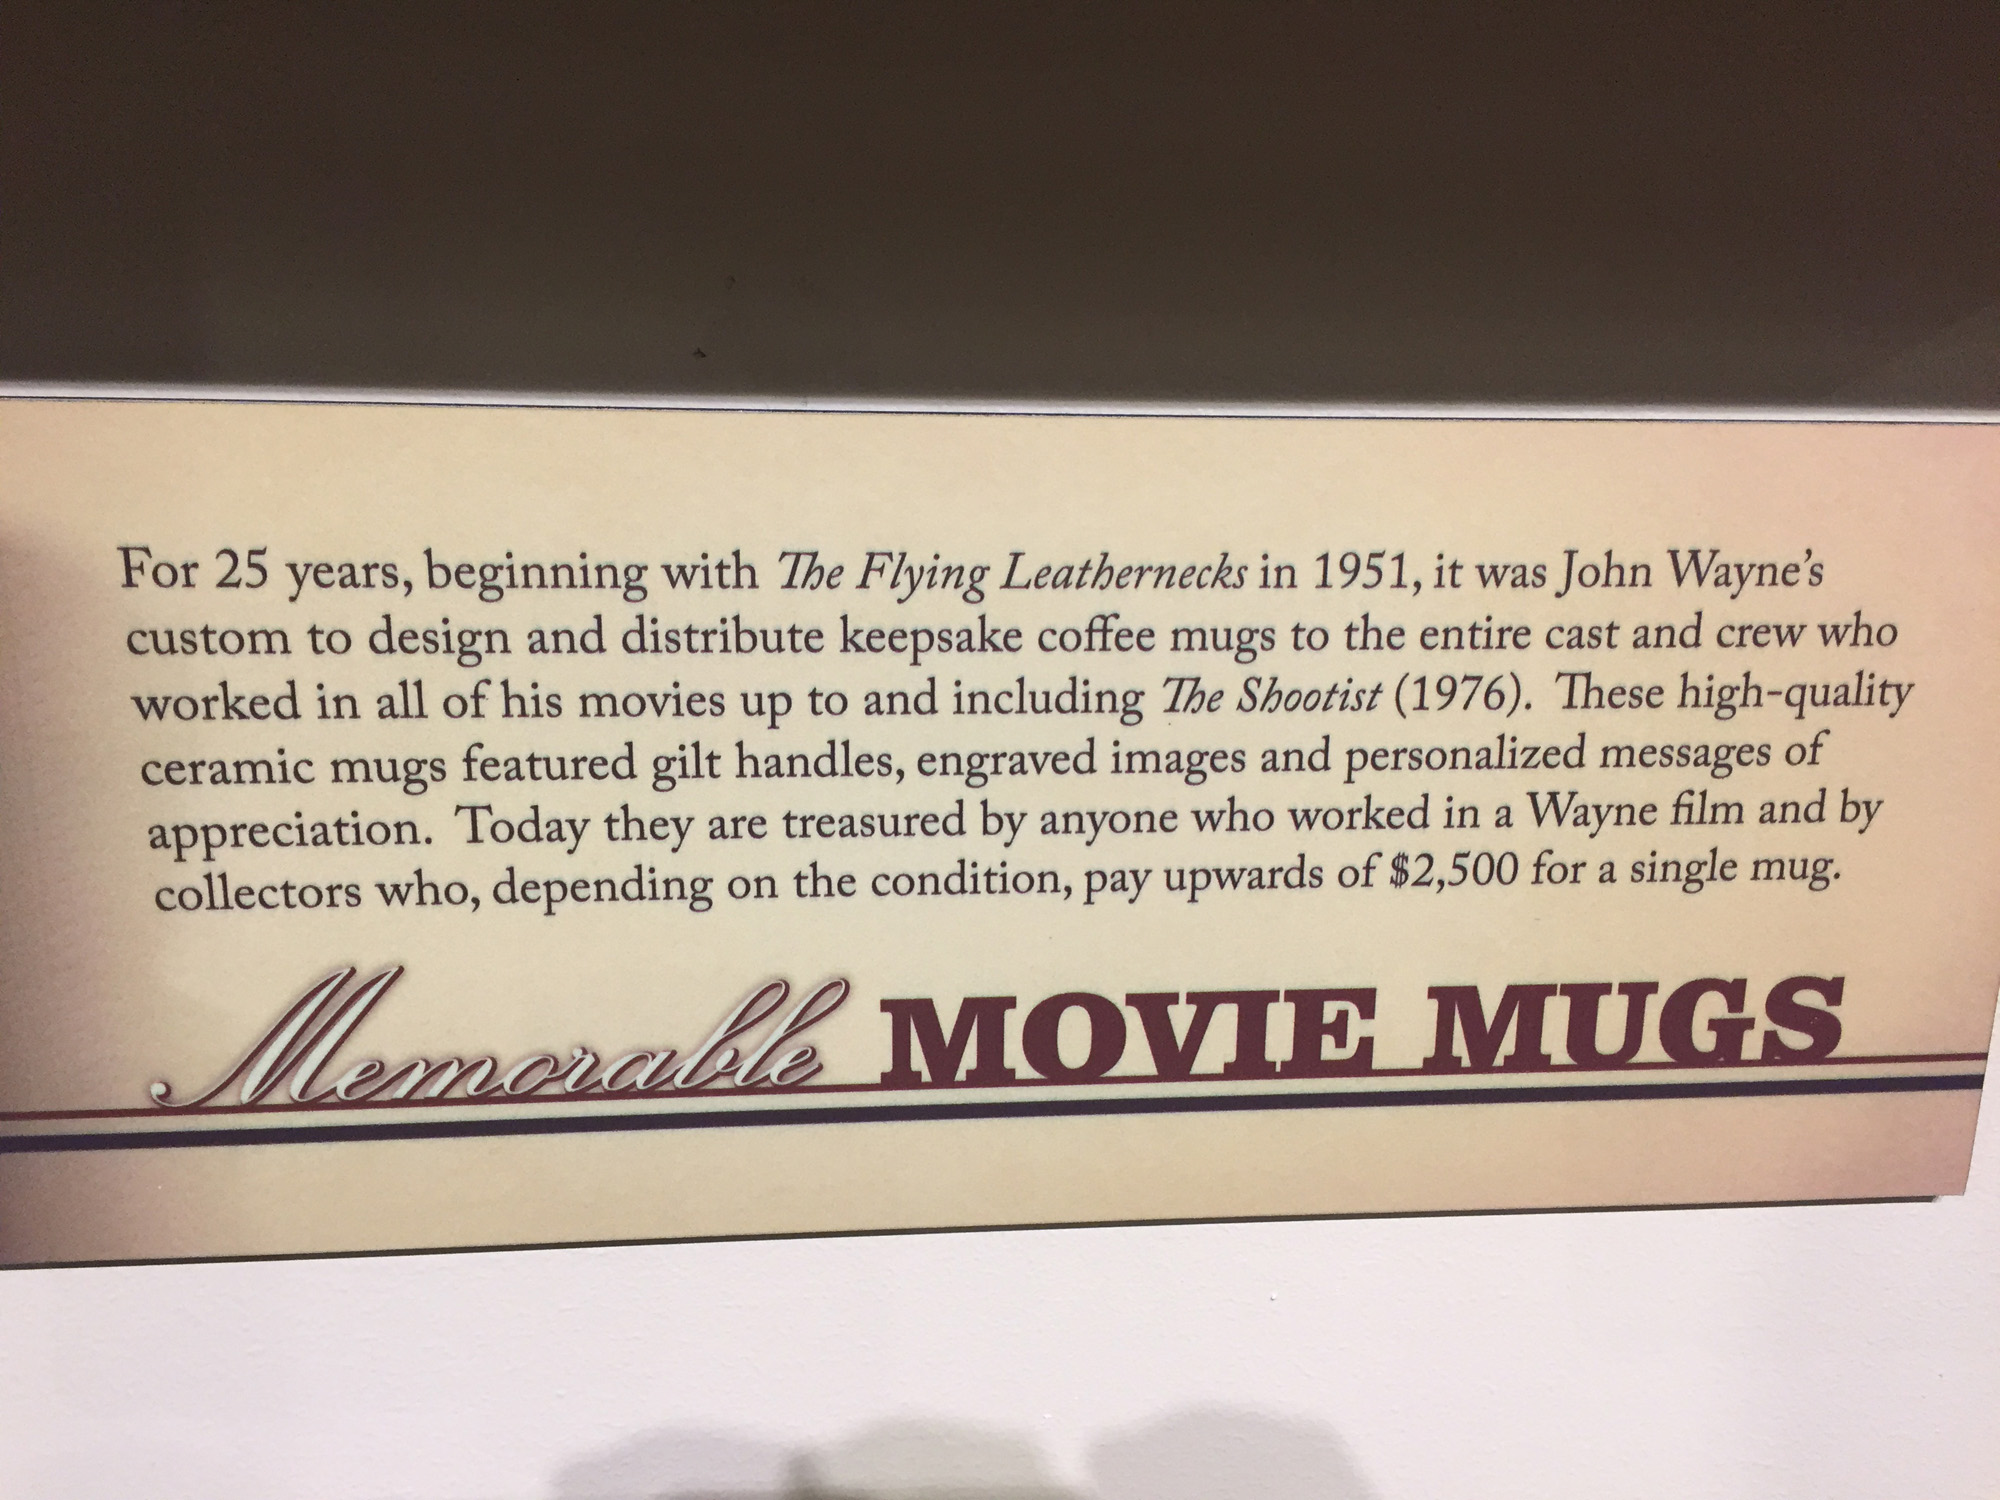 For 25 years, beginning with The Flying Leathernecks in 1951, it was John Wayne's
custom to design and distribute keepsake coffee mugs to the entire cast and crew who
worked in all of his movies up to and including The Shootist (1976). These high-quality
ceramic mugs featured gilt handles, engraved images and personalized messages of
appreciation. Today they are treasured by anyone who worked in a Wayne film and by
collectors who, depending on the condition, pay upwards of $2,500 for a single mug.
Memorable MOVIE MUGS